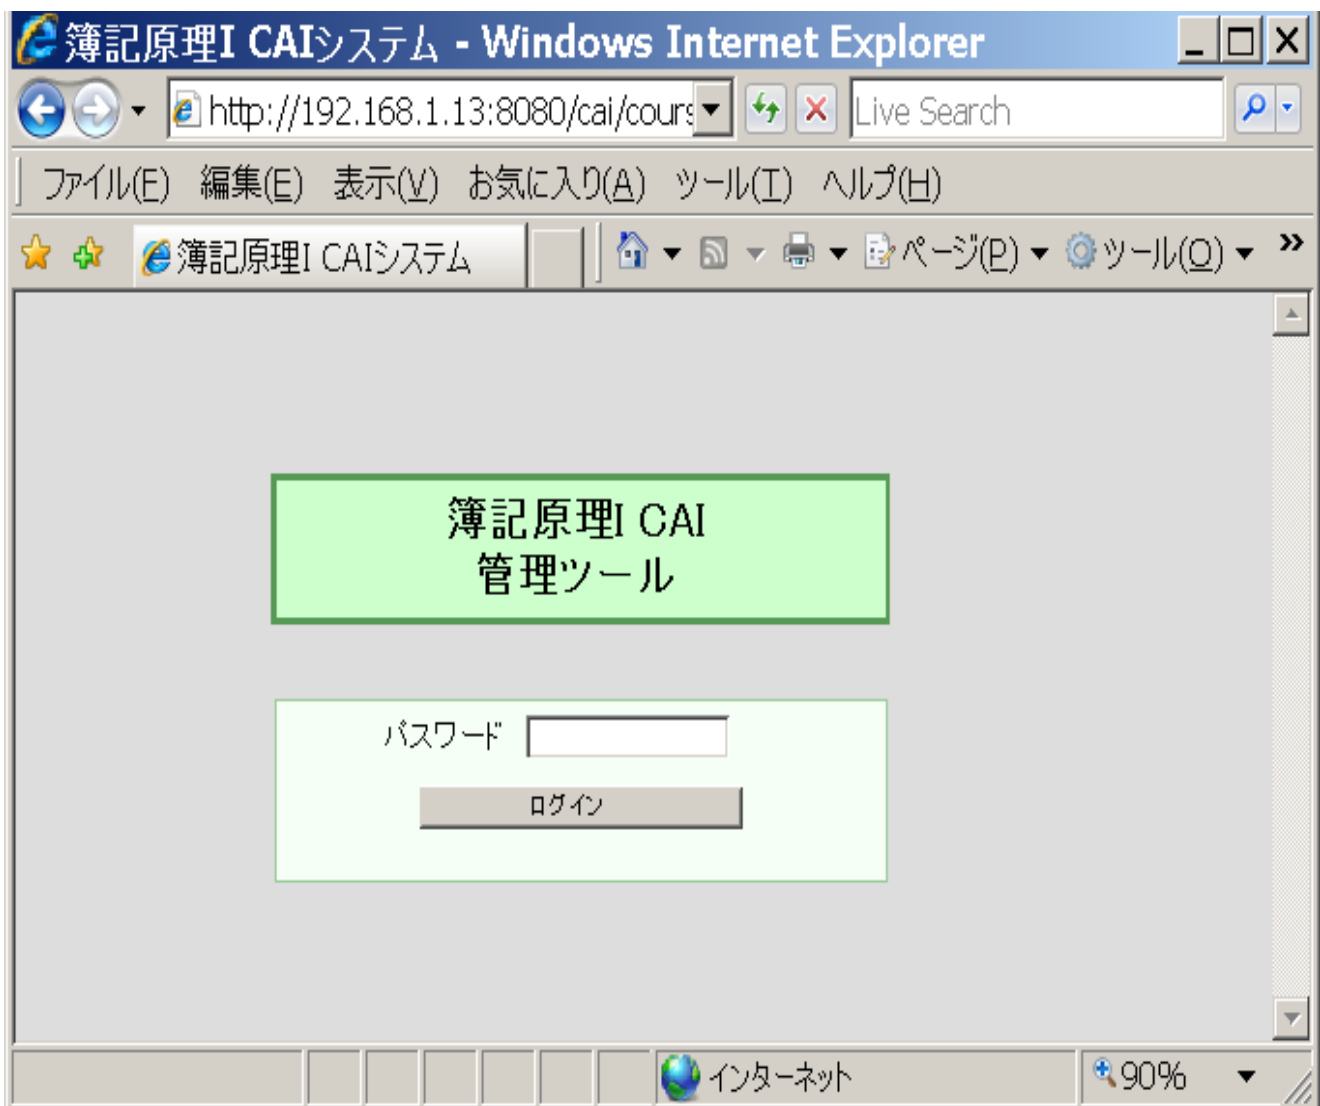 簿記原理I CAIシステム - Windows Internet Explorer
http://192.168.1.13:8080/cai/cours
Live Search
ファイル(F) 編集(E) 表示(V) お気に入り(A) ツール(T) ヘルプ(H)
簿記原理I CAIシステム ページ(P) ツール(O) »
簿記原理I CAI
管理ツール
パスワード
ログイン
インターネット 90%